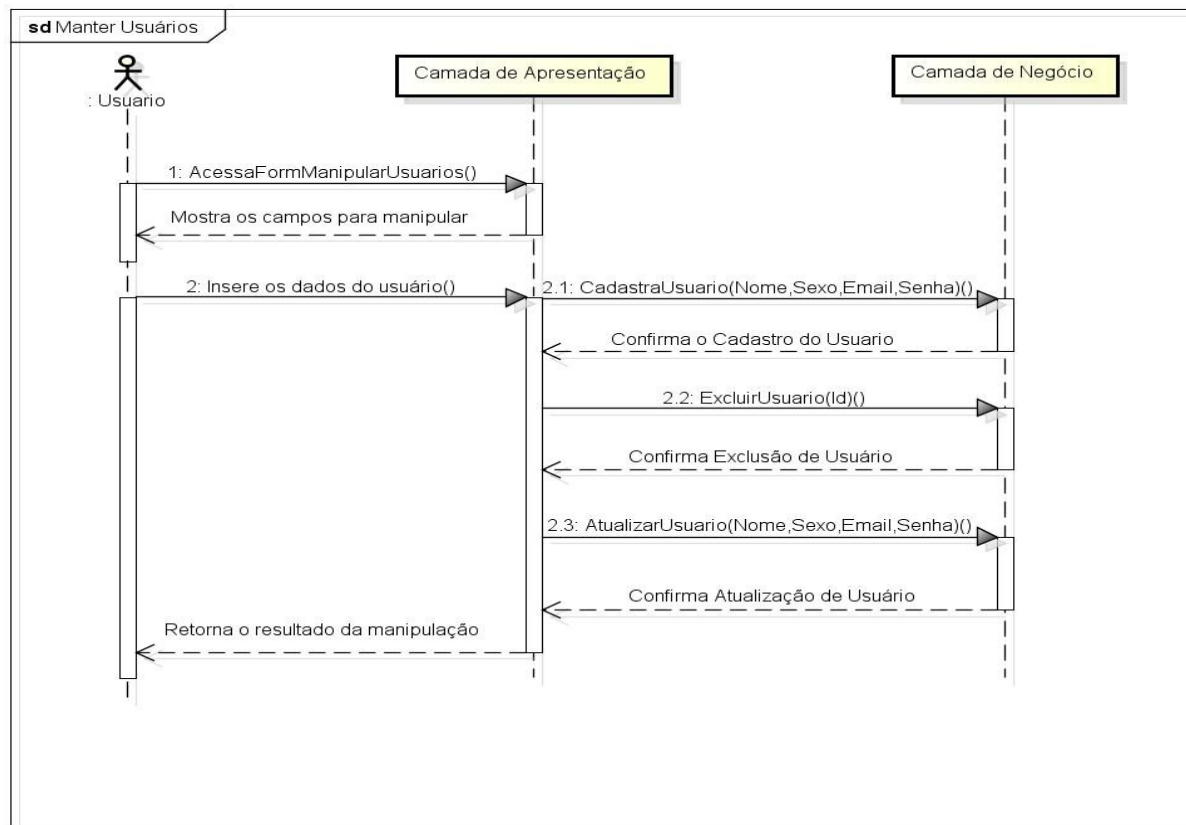 sd Manter Usuários
: Usuario
Camada de Apresentação
Camada de Negócio
1: AcessaFormManipularUsuarios()
Mostra os campos para manipular
2: Insere os dados do usuário()
2.1: CadastraUsuario(Nome,Sexo,Email,Senha)()
Confirma o Cadastro do Usuario
2.2: ExcluirUsuario(Id)()
Confirma Exclusão de Usuário
2.3: AtualizarUsuario(Nome,Sexo,Email,Senha)()
Confirma Atualização de Usuário
Retorna o resultado da manipulação